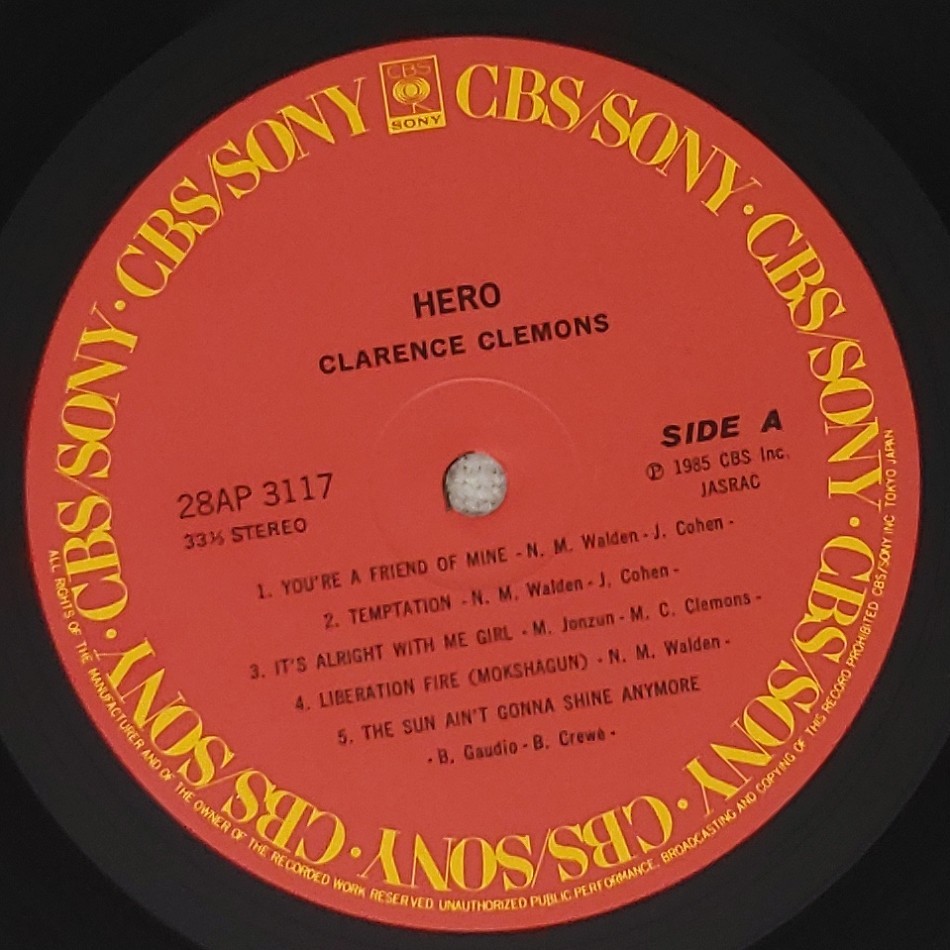 CBS
SONY
CBS/SONY · CBS/SONY · CBS/SONY · CBS/SONY · CBS/SONY · CBS/SONY · CBS/SONY · CBS/SONY
HERO
CLARENCE CLEMONS
SIDE A
℗ 1985 CBS Inc.
JASRAC
28AP 3117
33⅓ STEREO
1. YOU'RE A FRIEND OF MINE - N. M. Walden - J. Cohen -
2. TEMPTATION - N. M. Walden - J. Cohen -
3. IT'S ALRIGHT WITH ME GIRL - M. Jonzun - M. C. Clemons -
4. LIBERATION FIRE (MOKSHAGUN) - N. M. Walden -
5. THE SUN AIN'T GONNA SHINE ANYMORE
- B. Gaudio - B. Crewe -
ALL RIGHTS OF THE MANUFACTURER AND OF THE OWNER OF THE RECORDED WORK RESERVED UNAUTHORIZED PUBLIC PERFORMANCE, BROADCASTING AND COPYING OF THIS RECORD PROHIBITED CBS/SONY INC TOKYO JAPAN